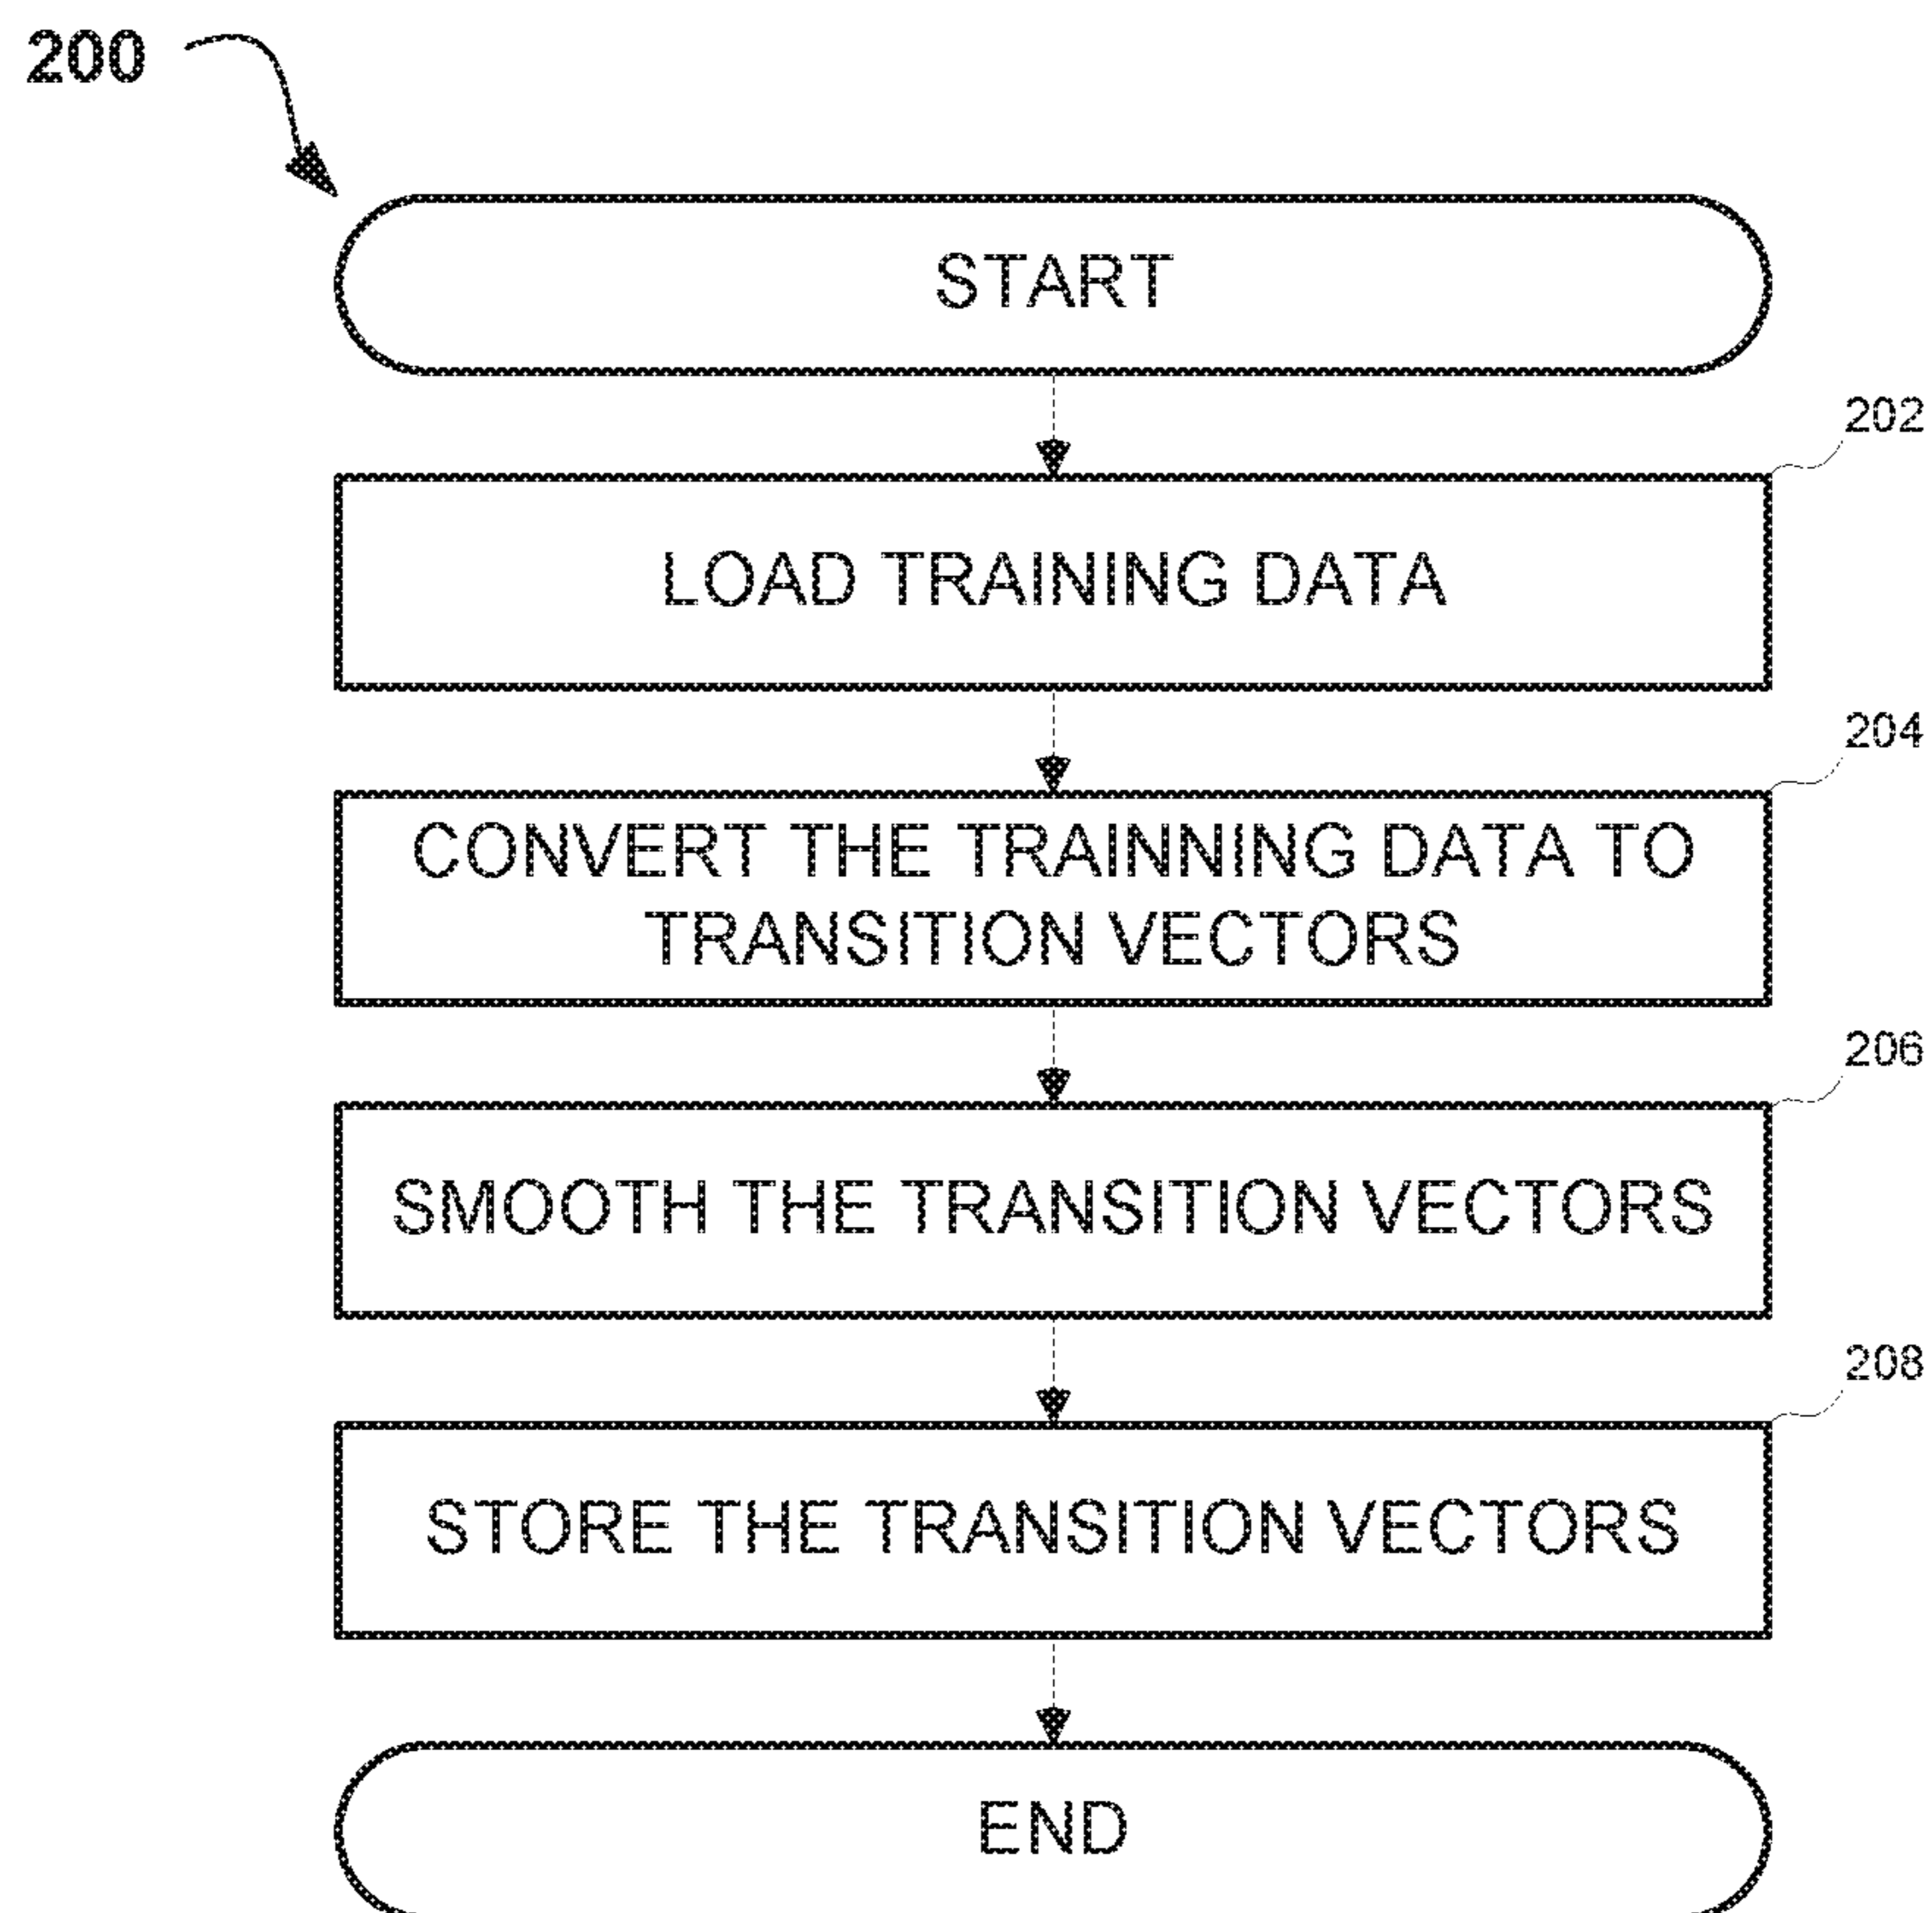 200
START
202
LOAD TRAINING DATA
204
CONVERT THE TRAINNING DATA TO
TRANSITION VECTORS
206
SMOOTH THE TRANSITION VECTORS
208
STORE THE TRANSITION VECTORS
END